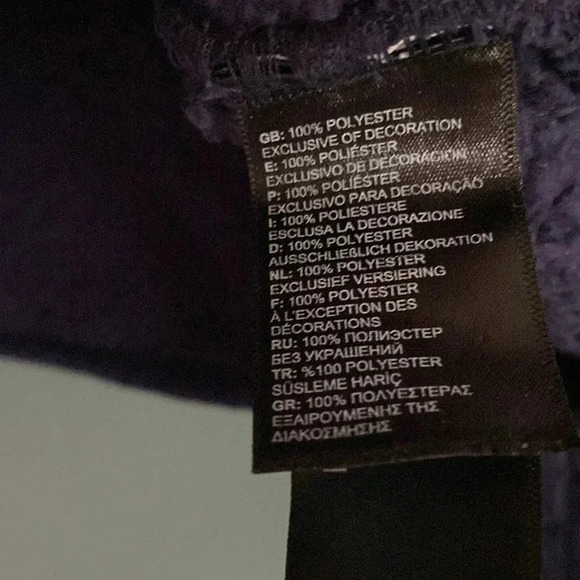 GB: 100% POLYESTER
EXCLUSIVE OF DECORATION
E: 100% POLIÉSTER
EXCLUSIVO DE DECORACIÓN
P: 100% POLIÉSTER
EXCLUSIVO PARA DECORAÇÃO
I: 100% POLIESTERE
ESCLUSA LA DECORAZIONE
D: 100% POLYESTER
AUSSCHLIEßLICH DEKORATION
NL: 100% POLYESTER
EXCLUSIEF VERSIERING
F: 100% POLYESTER
À L'EXCEPTION DES
DÉCORATIONS
RU: 100% ПОЛИЭСТЕР
БЕЗ УКРАШЕНИЙ
TR: %100 POLYESTER
SÜSLEME HARİÇ
GR: 100% ΠΟΛΥΕΣΤΕΡΑΣ
ΕΞΑΙΡΟΥΜΕΝΗΣ ΤΗΣ
ΔΙΑΚΟΣΜΗΣΗΣ